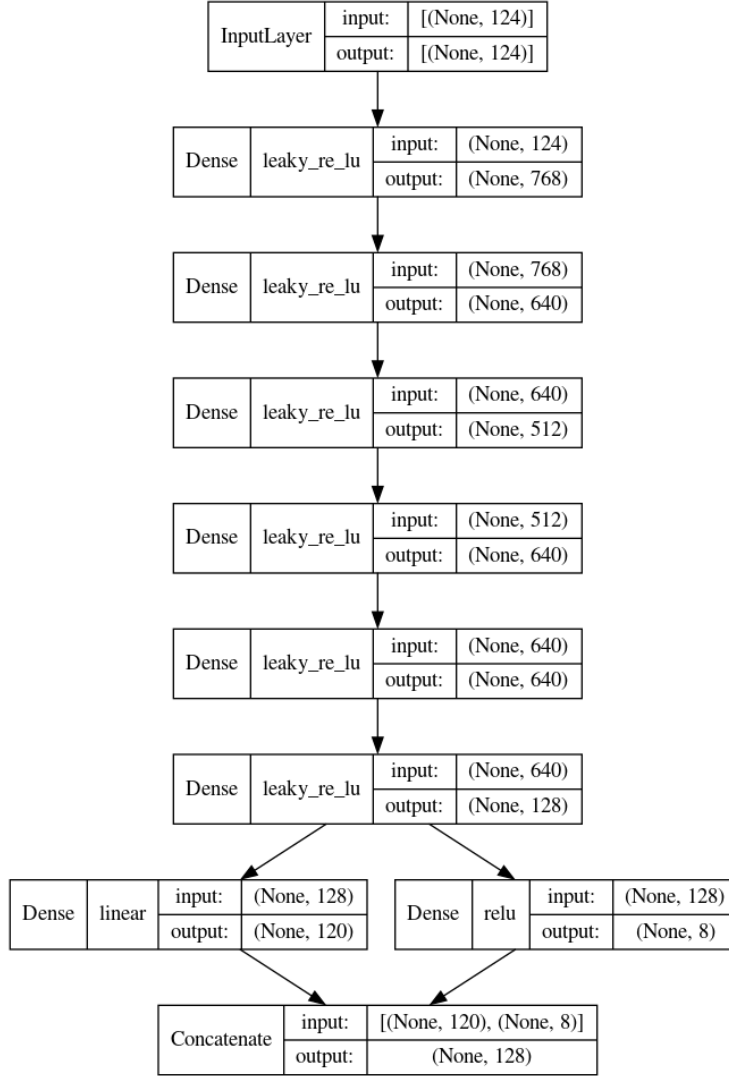 InputLayer
input: [(None, 124)]
output: [(None, 124)]
Dense leaky_re_lu
input: (None, 124)
output: (None, 768)
Dense leaky_re_lu
input: (None, 768)
output: (None, 640)
Dense leaky_re_lu
input: (None, 640)
output: (None, 512)
Dense leaky_re_lu
input: (None, 512)
output: (None, 640)
Dense leaky_re_lu
input: (None, 640)
output: (None, 640)
Dense leaky_re_lu
input: (None, 640)
output: (None, 128)
Dense linear
input: (None, 128)
output: (None, 120)
Dense relu
input: (None, 128)
output: (None, 8)
Concatenate
input: [(None, 120), (None, 8)]
output: (None, 128)